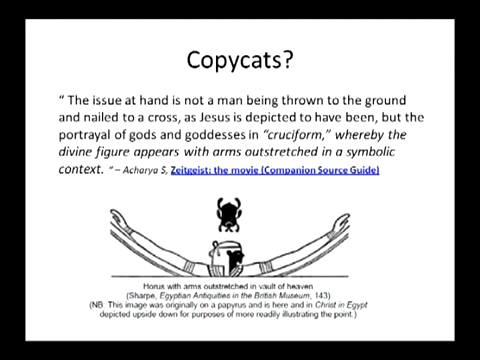 Copycats?
“ The issue at hand is not a man being thrown to the ground
and nailed to a cross, as Jesus is depicted to have been, but the
portrayal of gods and goddesses in “cruciform,” whereby the
divine figure appears with arms outstretched in a symbolic
context. “ – Acharya S, Zeitgeist: the movie (Companion Source Guide)
Horus with arms outstretched in vault of heaven
(Sharpe, Egyptian Antiquities in the British Museum, 143)
(NB: This image was originally on a papyrus and is here and in Christ in Egypt
depicted upside down for purposes of more readily illustrating the point.)